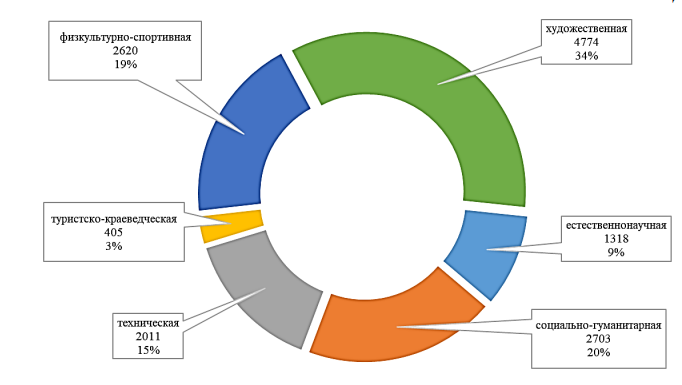 физкультурно-спортивная
2620
19%
художественная
4774
34%
туристско-краеведческая
405
3%
естественнонаучная
1318
9%
техническая
2011
15%
социально-гуманитарная
2703
20%